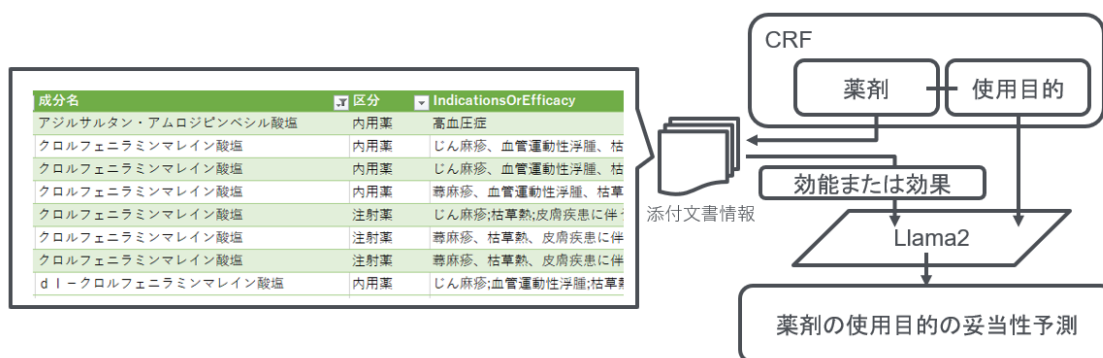 CRF
薬剤
使用目的
成分名 区分 IndicationsOrEfficacy
アジルサルタン・アムロジピンベシル酸塩 内用薬 高血圧症
クロルフェニラミンマレイン酸塩 内用薬 じん麻疹、血管運動性浮腫、枯
クロルフェニラミンマレイン酸塩 内用薬 じん麻疹、血管運動性浮腫、枯
クロルフェニラミンマレイン酸塩 内用薬 蕁麻疹、血管運動性浮腫、枯草
クロルフェニラミンマレイン酸塩 注射薬 じん麻疹;枯草熱;皮膚疾患に伴
クロルフェニラミンマレイン酸塩 注射薬 蕁麻疹、枯草熱、皮膚疾患に伴
クロルフェニラミンマレイン酸塩 注射薬 蕁麻疹、枯草熱、皮膚疾患に伴
ｄｌ－クロルフェニラミンマレイン酸塩 内用薬 じん麻疹;血管運動性浮腫;枯草
添付文書情報
効能または効果
Llama2
薬剤の使用目的の妥当性予測